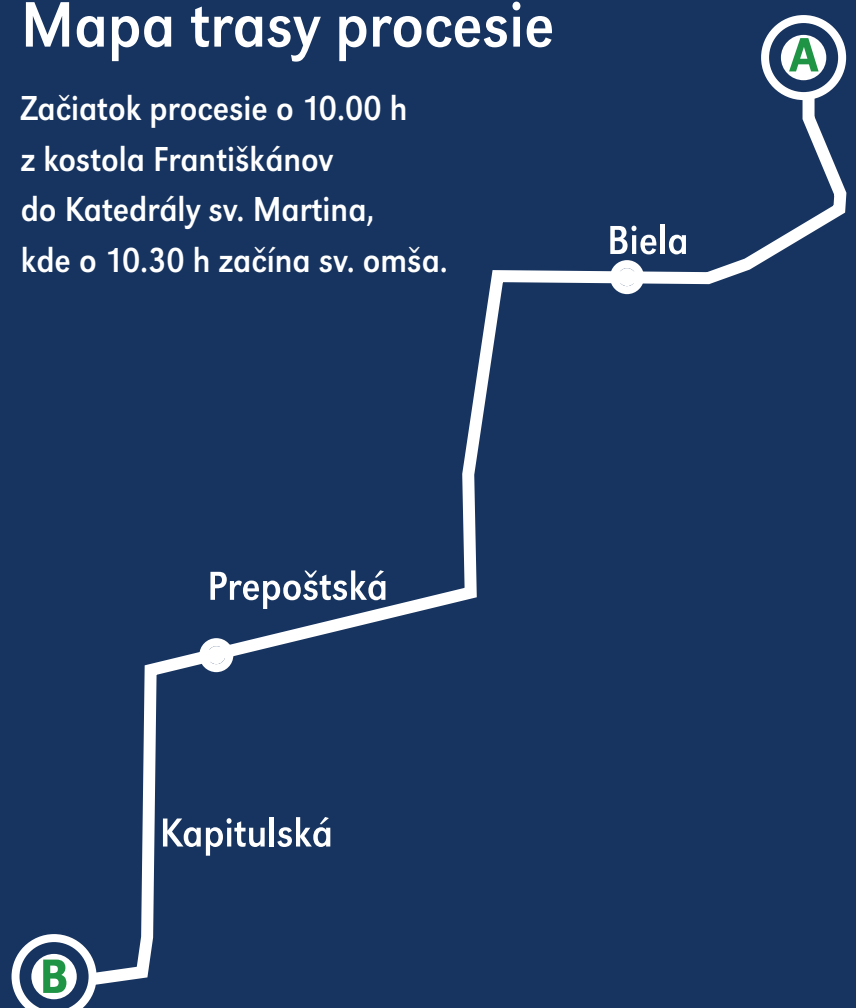 Mapa trasy procesie
Začiatok procesie o 10.00 h
z kostola Františkánov
do Katedrály sv. Martina,
kde o 10.30 h začína sv. omša.
A
Biela
Prepoštská
Kapitulská
B